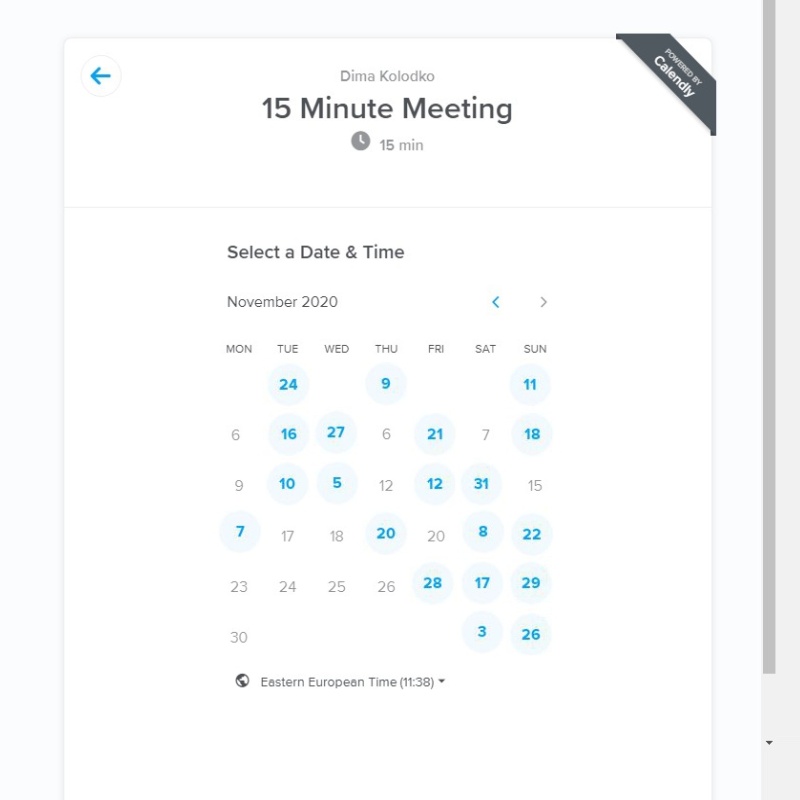 POWERED BY
Calendly
Dima Kolodko
15 Minute Meeting
15 min
Select a Date & Time
November 2020
MON TUE WED THU FRI SAT SUN
24 9 11
6 16 27 6 21 7 18
9 10 5 12 12 31 15
7 17 18 20 20 8 22
23 24 25 26 28 17 29
30 3 26
Eastern European Time (11:38)